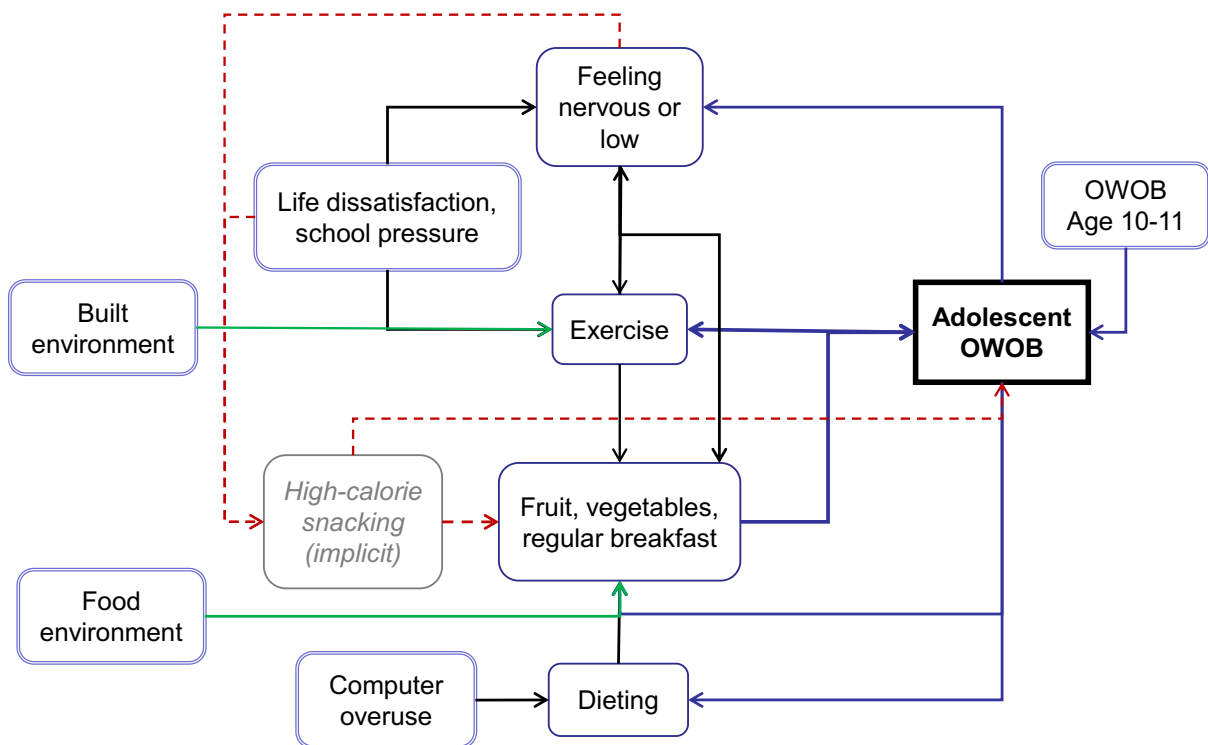 Feeling
nervous or
low
Life dissatisfaction,
school pressure
OWOB
Age 10-11
Built
environment
Exercise
Adolescent
OWOB
High-calorie
snacking
(implicit)
Fruit, vegetables,
regular breakfast
Food
environment
Computer
overuse
Dieting